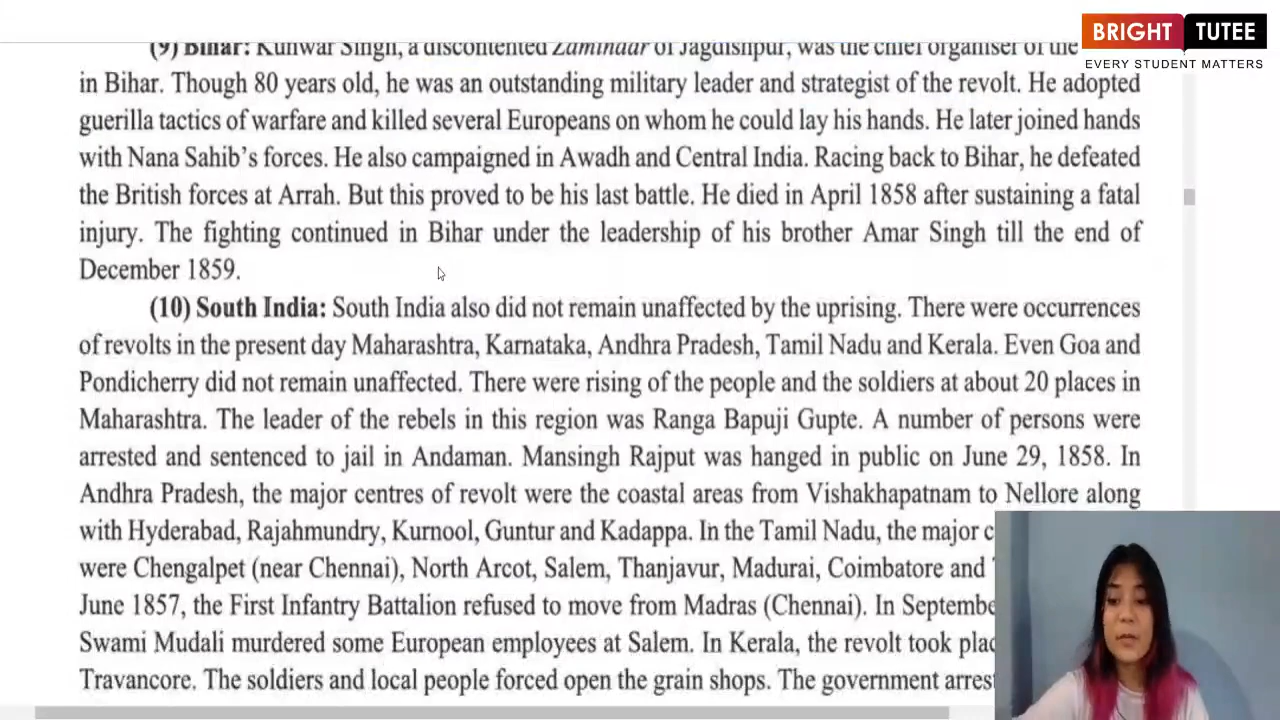 BRIGHT TUTEE
EVERY STUDENT MATTERS
(9) Bihar: Kunwar Singh, a discontented Zamindar of Jagdishpur, was the chief organiser of the
in Bihar. Though 80 years old, he was an outstanding military leader and strategist of the revolt. He adopted
guerilla tactics of warfare and killed several Europeans on whom he could lay his hands. He later joined hands
with Nana Sahib's forces. He also campaigned in Awadh and Central India. Racing back to Bihar, he defeated
the British forces at Arrah. But this proved to be his last battle. He died in April 1858 after sustaining a fatal
injury. The fighting continued in Bihar under the leadership of his brother Amar Singh till the end of
December 1859.
(10) South India: South India also did not remain unaffected by the uprising. There were occurrences
of revolts in the present day Maharashtra, Karnataka, Andhra Pradesh, Tamil Nadu and Kerala. Even Goa and
Pondicherry did not remain unaffected. There were rising of the people and the soldiers at about 20 places in
Maharashtra. The leader of the rebels in this region was Ranga Bapuji Gupte. A number of persons were
arrested and sentenced to jail in Andaman. Mansingh Rajput was hanged in public on June 29, 1858. In
Andhra Pradesh, the major centres of revolt were the coastal areas from Vishakhapatnam to Nellore along
with Hyderabad, Rajahmundry, Kurnool, Guntur and Kadappa. In the Tamil Nadu, the major
were Chengalpet (near Chennai), North Arcot, Salem, Thanjavur, Madurai, Coimbatore and
June 1857, the First Infantry Battalion refused to move from Madras (Chennai). In
Swami Mudali murdered some European employees at Salem. In Kerala, the revolt took
Travancore. The soldiers and local people forced open the grain shops. The government